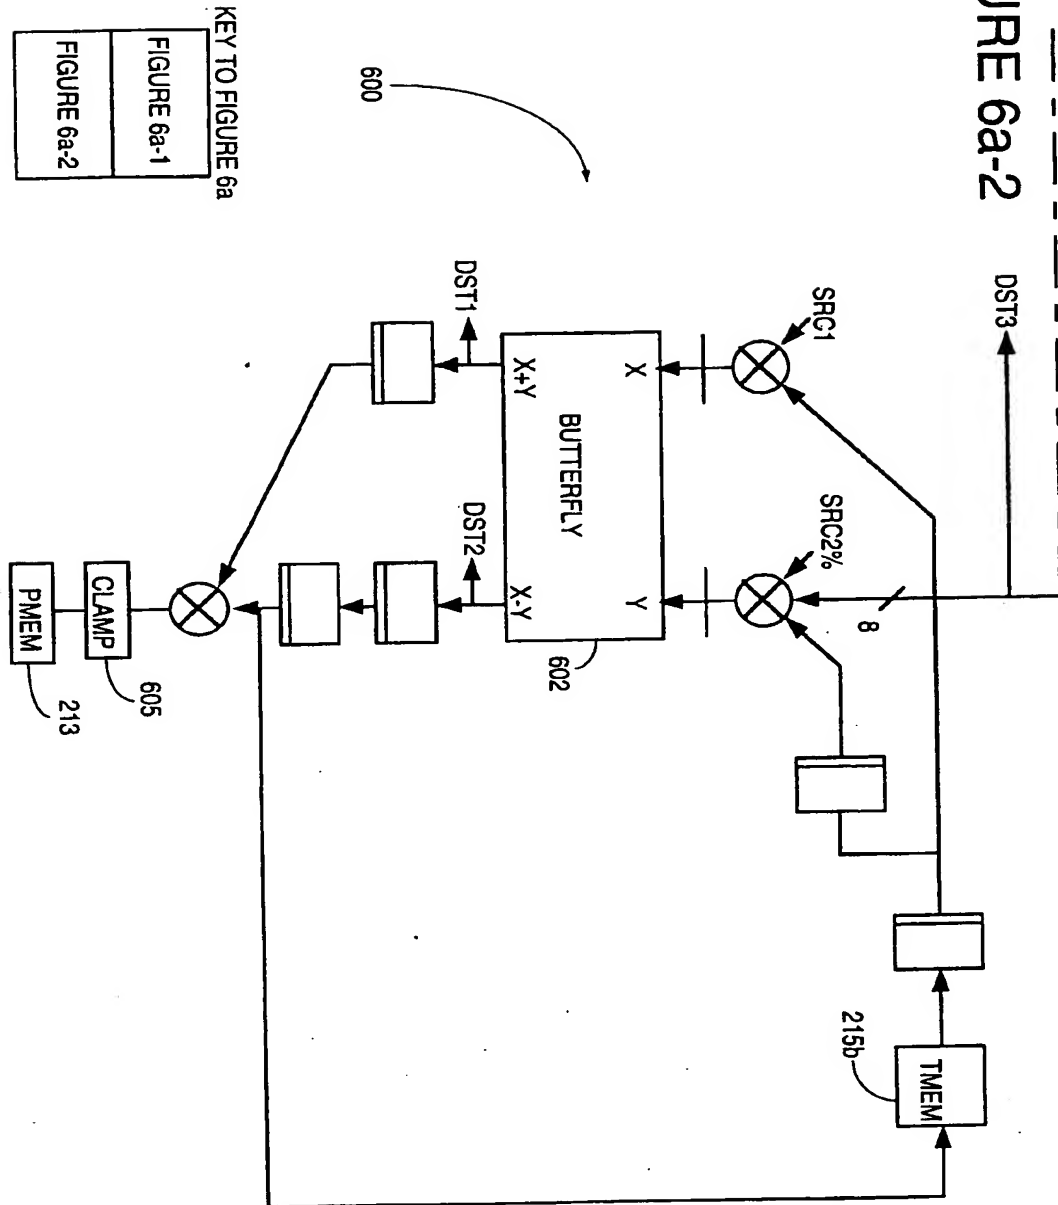 URE 6a-2
DST3
SRC1
SRC2%
8
215b
TMEM
X
Y
BUTTERFLY
X+Y
X-Y
602
DST1
DST2
600
CLAMP
605
PMEM
213
KEY TO FIGURE 6a
FIGURE 6a-1
FIGURE 6a-2